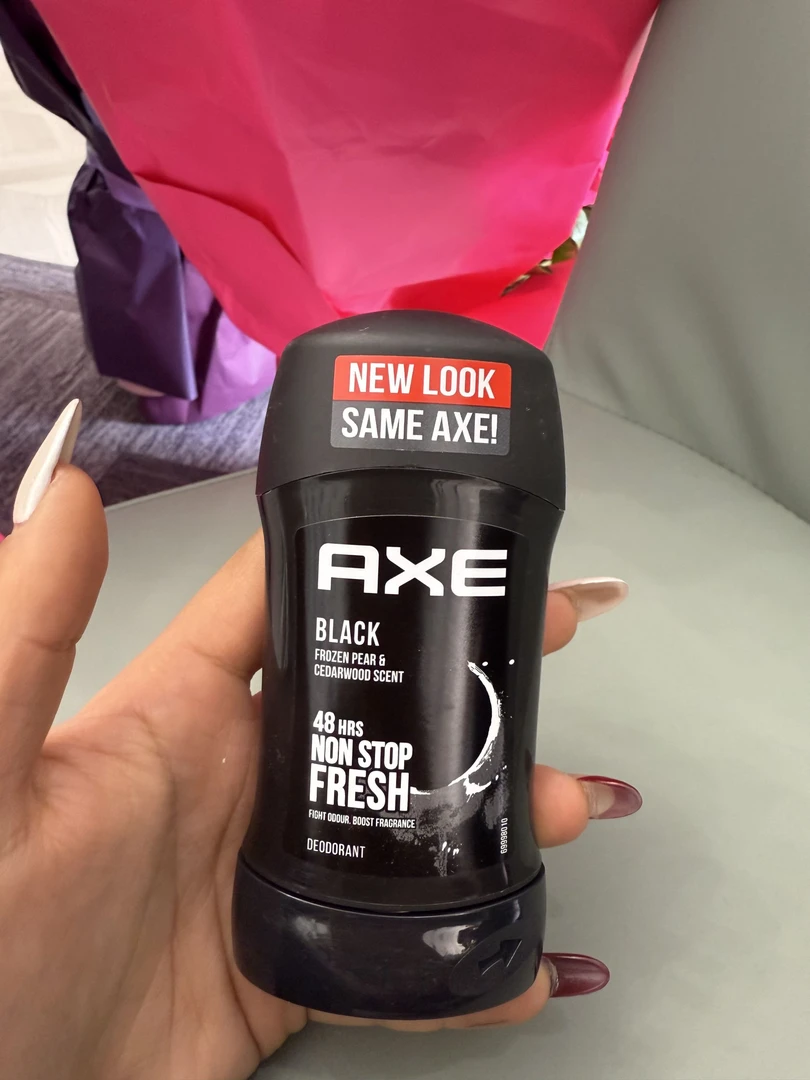 NEW LOOK
SAME AXE!
AXE
BLACK
FROZEN PEAR &
CEDARWOOD SCENT
48 HRS
NON STOP
FRESH
FIGHT ODOUR. BOOST FRAGRANCE
DEODORANT
69998010